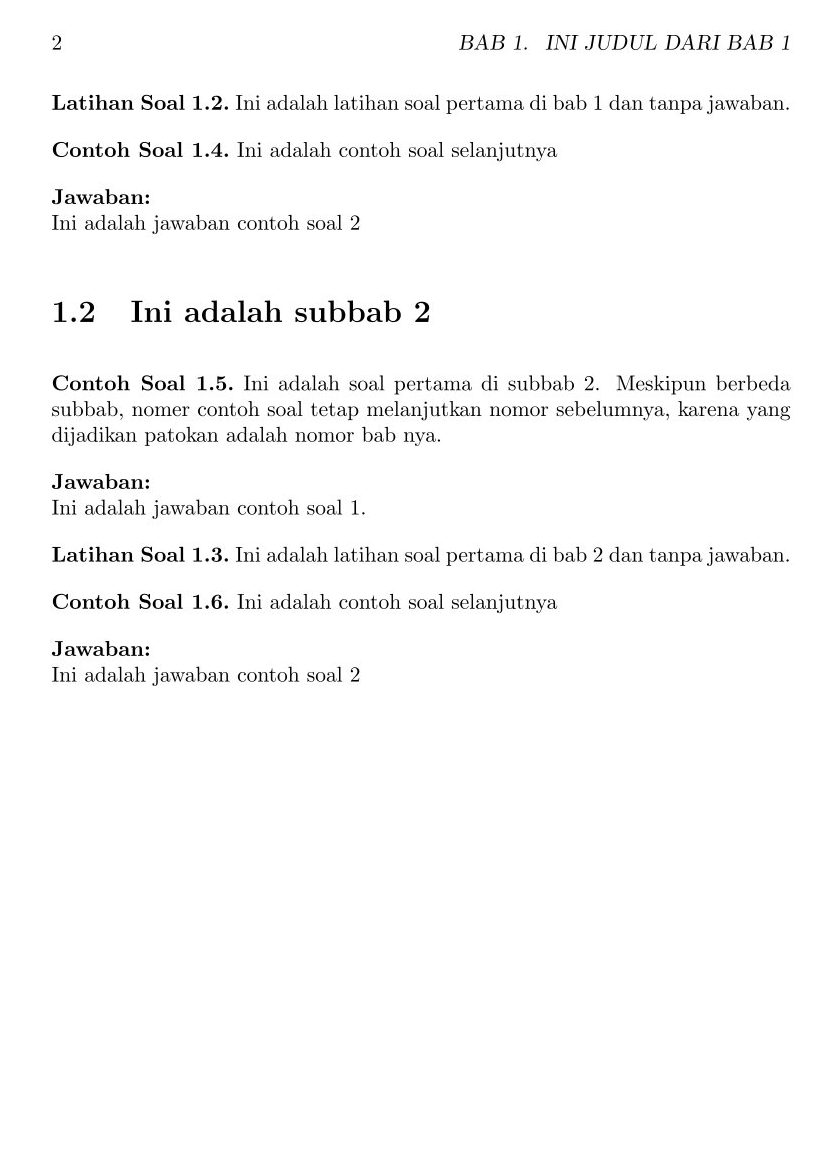 2 BAB 1. INI JUDUL DARI BAB 1
Latihan Soal 1.2. Ini adalah latihan soal pertama di bab 1 dan tanpa jawaban.
Contoh Soal 1.4. Ini adalah contoh soal selanjutnya
Jawaban:
Ini adalah jawaban contoh soal 2
1.2 Ini adalah subbab 2
Contoh Soal 1.5. Ini adalah soal pertama di subbab 2. Meskipun berbeda
subbab, nomer contoh soal tetap melanjutkan nomor sebelumnya, karena yang
dijadikan patokan adalah nomor bab nya.
Jawaban:
Ini adalah jawaban contoh soal 1.
Latihan Soal 1.3. Ini adalah latihan soal pertama di bab 2 dan tanpa jawaban.
Contoh Soal 1.6. Ini adalah contoh soal selanjutnya
Jawaban:
Ini adalah jawaban contoh soal 2